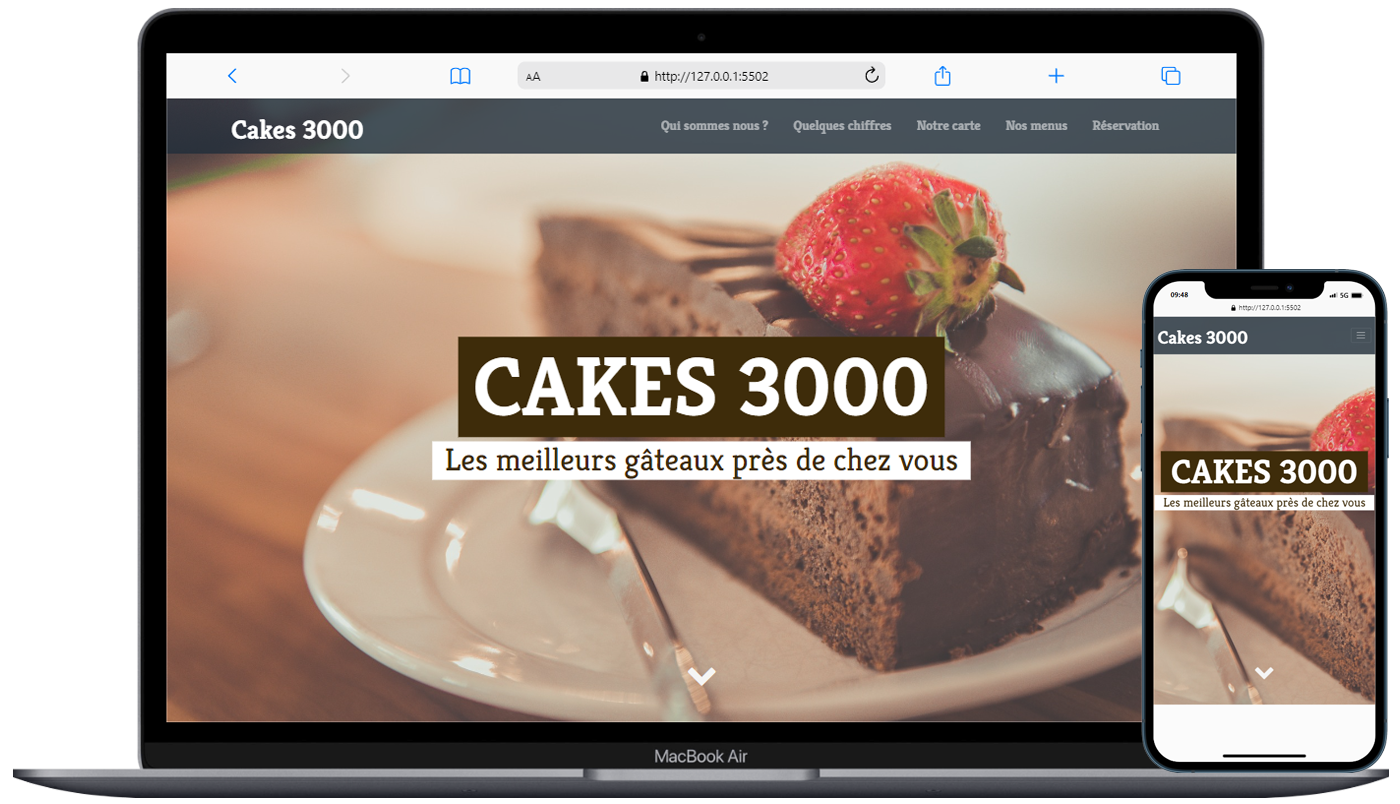 AA http://127.0.0.1:5502
Cakes 3000 Qui sommes nous ? Quelques chiffres Notre carte Nos menus Réservation
CAKES 3000
Les meilleurs gâteaux près de chez vous
MacBook Air
09:48 5G
http://127.0.0.1:5502
Cakes 3000
CAKES 3000
Les meilleurs gâteaux près de chez vous